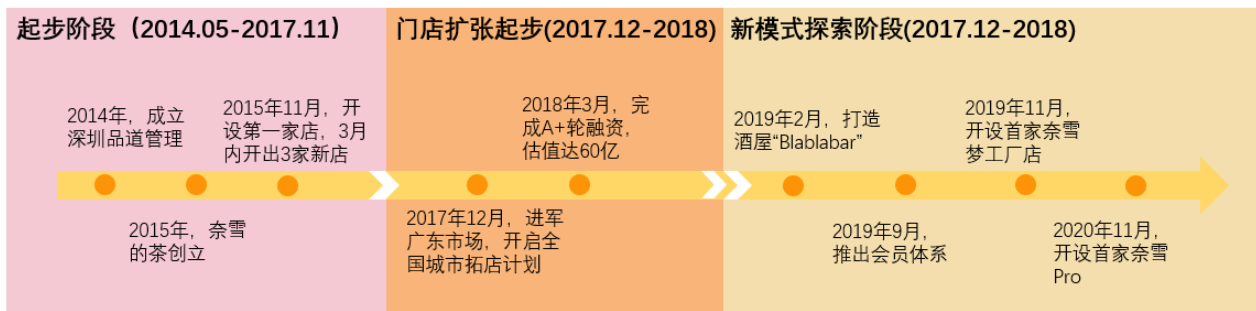 起步阶段（2014.05-2017.11）
2014年，成立
深圳品道管理
2015年，奈雪
的茶创立
2015年11月，开
设第一家店，3月
内开出3家新店
门店扩张起步(2017.12-2018)
2017年12月，进军
广东市场，开启全
国城市拓店计划
2018年3月，完
成A+轮融资，
估值达60亿
新模式探索阶段(2017.12-2018)
2019年2月，打造
酒屋“Blablabar”
2019年9月，
推出会员体系
2019年11月，
开设首家奈雪
梦工厂店
2020年11月，
开设首家奈雪
Pro